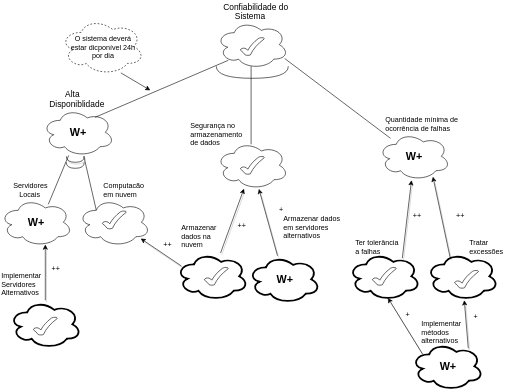 Confiabilidade do
Sistema
O sistema deverá
estar dicponível 24h
por dia
Alta
Disponiblidade
W+
Segurança no
armazenamento
de dados
Quantidade mínima de
ocorrência de falhas
W+
Servidores
Locais
W+
Computacão
em nuvem
Armazenar
dados na
nuvem
++
++
+
Armazenar dados
em servidores
alternativos
W+
++
++
Ter tolerância
a falhas
Tratar
excessões
Implementar
Servidores
Alternativos
++
+
+
Implementar
métodos
alternativos
W+